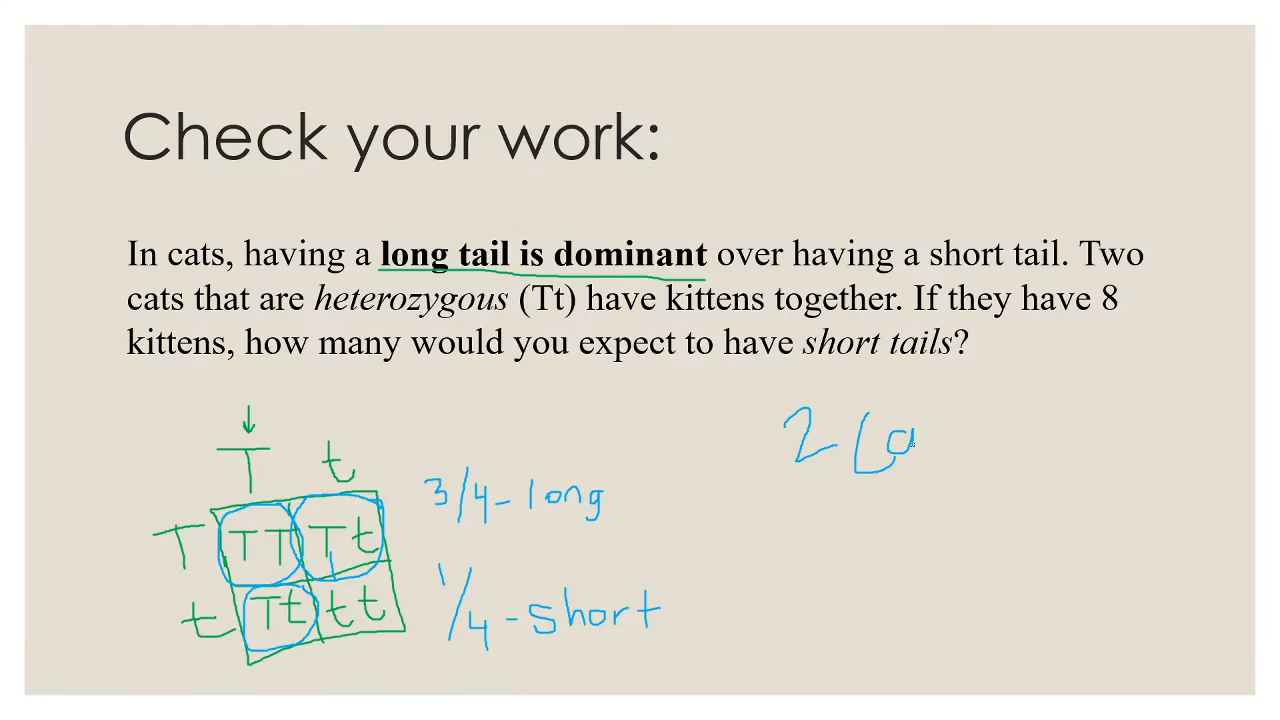 Check your work:
In cats, having a long tail is dominant over having a short tail. Two
cats that are heterozygous (Tt) have kittens together. If they have 8
kittens, how many would you expect to have short tails?
2 La
T t
3/4 - long
T TT Tt
t Tt tt
1/4 - short